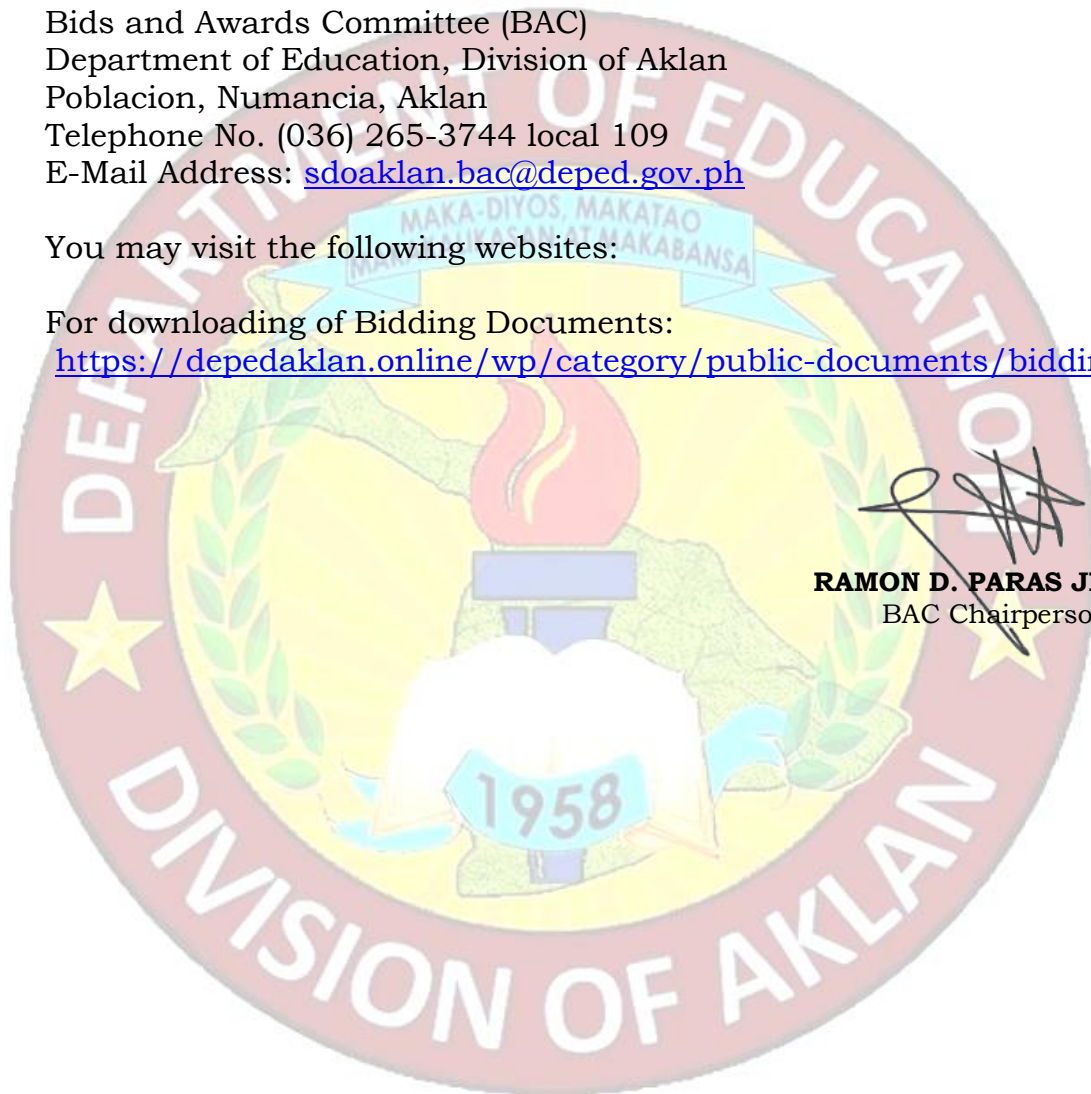 Bids and Awards Committee (BAC)
Department of Education, Division of Aklan
Poblacion, Numancia, Aklan
Telephone No. (036) 265-3744 local 109
E-Mail Address: sdoaklan.bac@deped.gov.ph
You may visit the following websites:
For downloading of Bidding Documents:
https://depedaklan.online/wp/category/public-documents/biddin
RAMON D. PARAS J
BAC Chairperso
DEPARTMENT OF EDUCATION
MAKA-DIYOS, MAKATAO
AT MAKABANSA
1958
DIVISION OF AKLAN